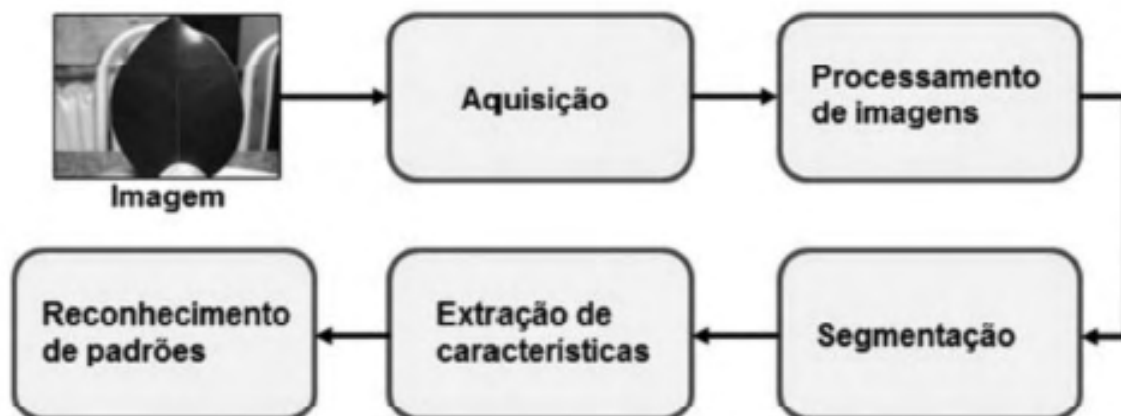 Imagem
Aquisição
Processamento
de imagens
Segmentação
Extração de
características
Reconhecimento
de padrões